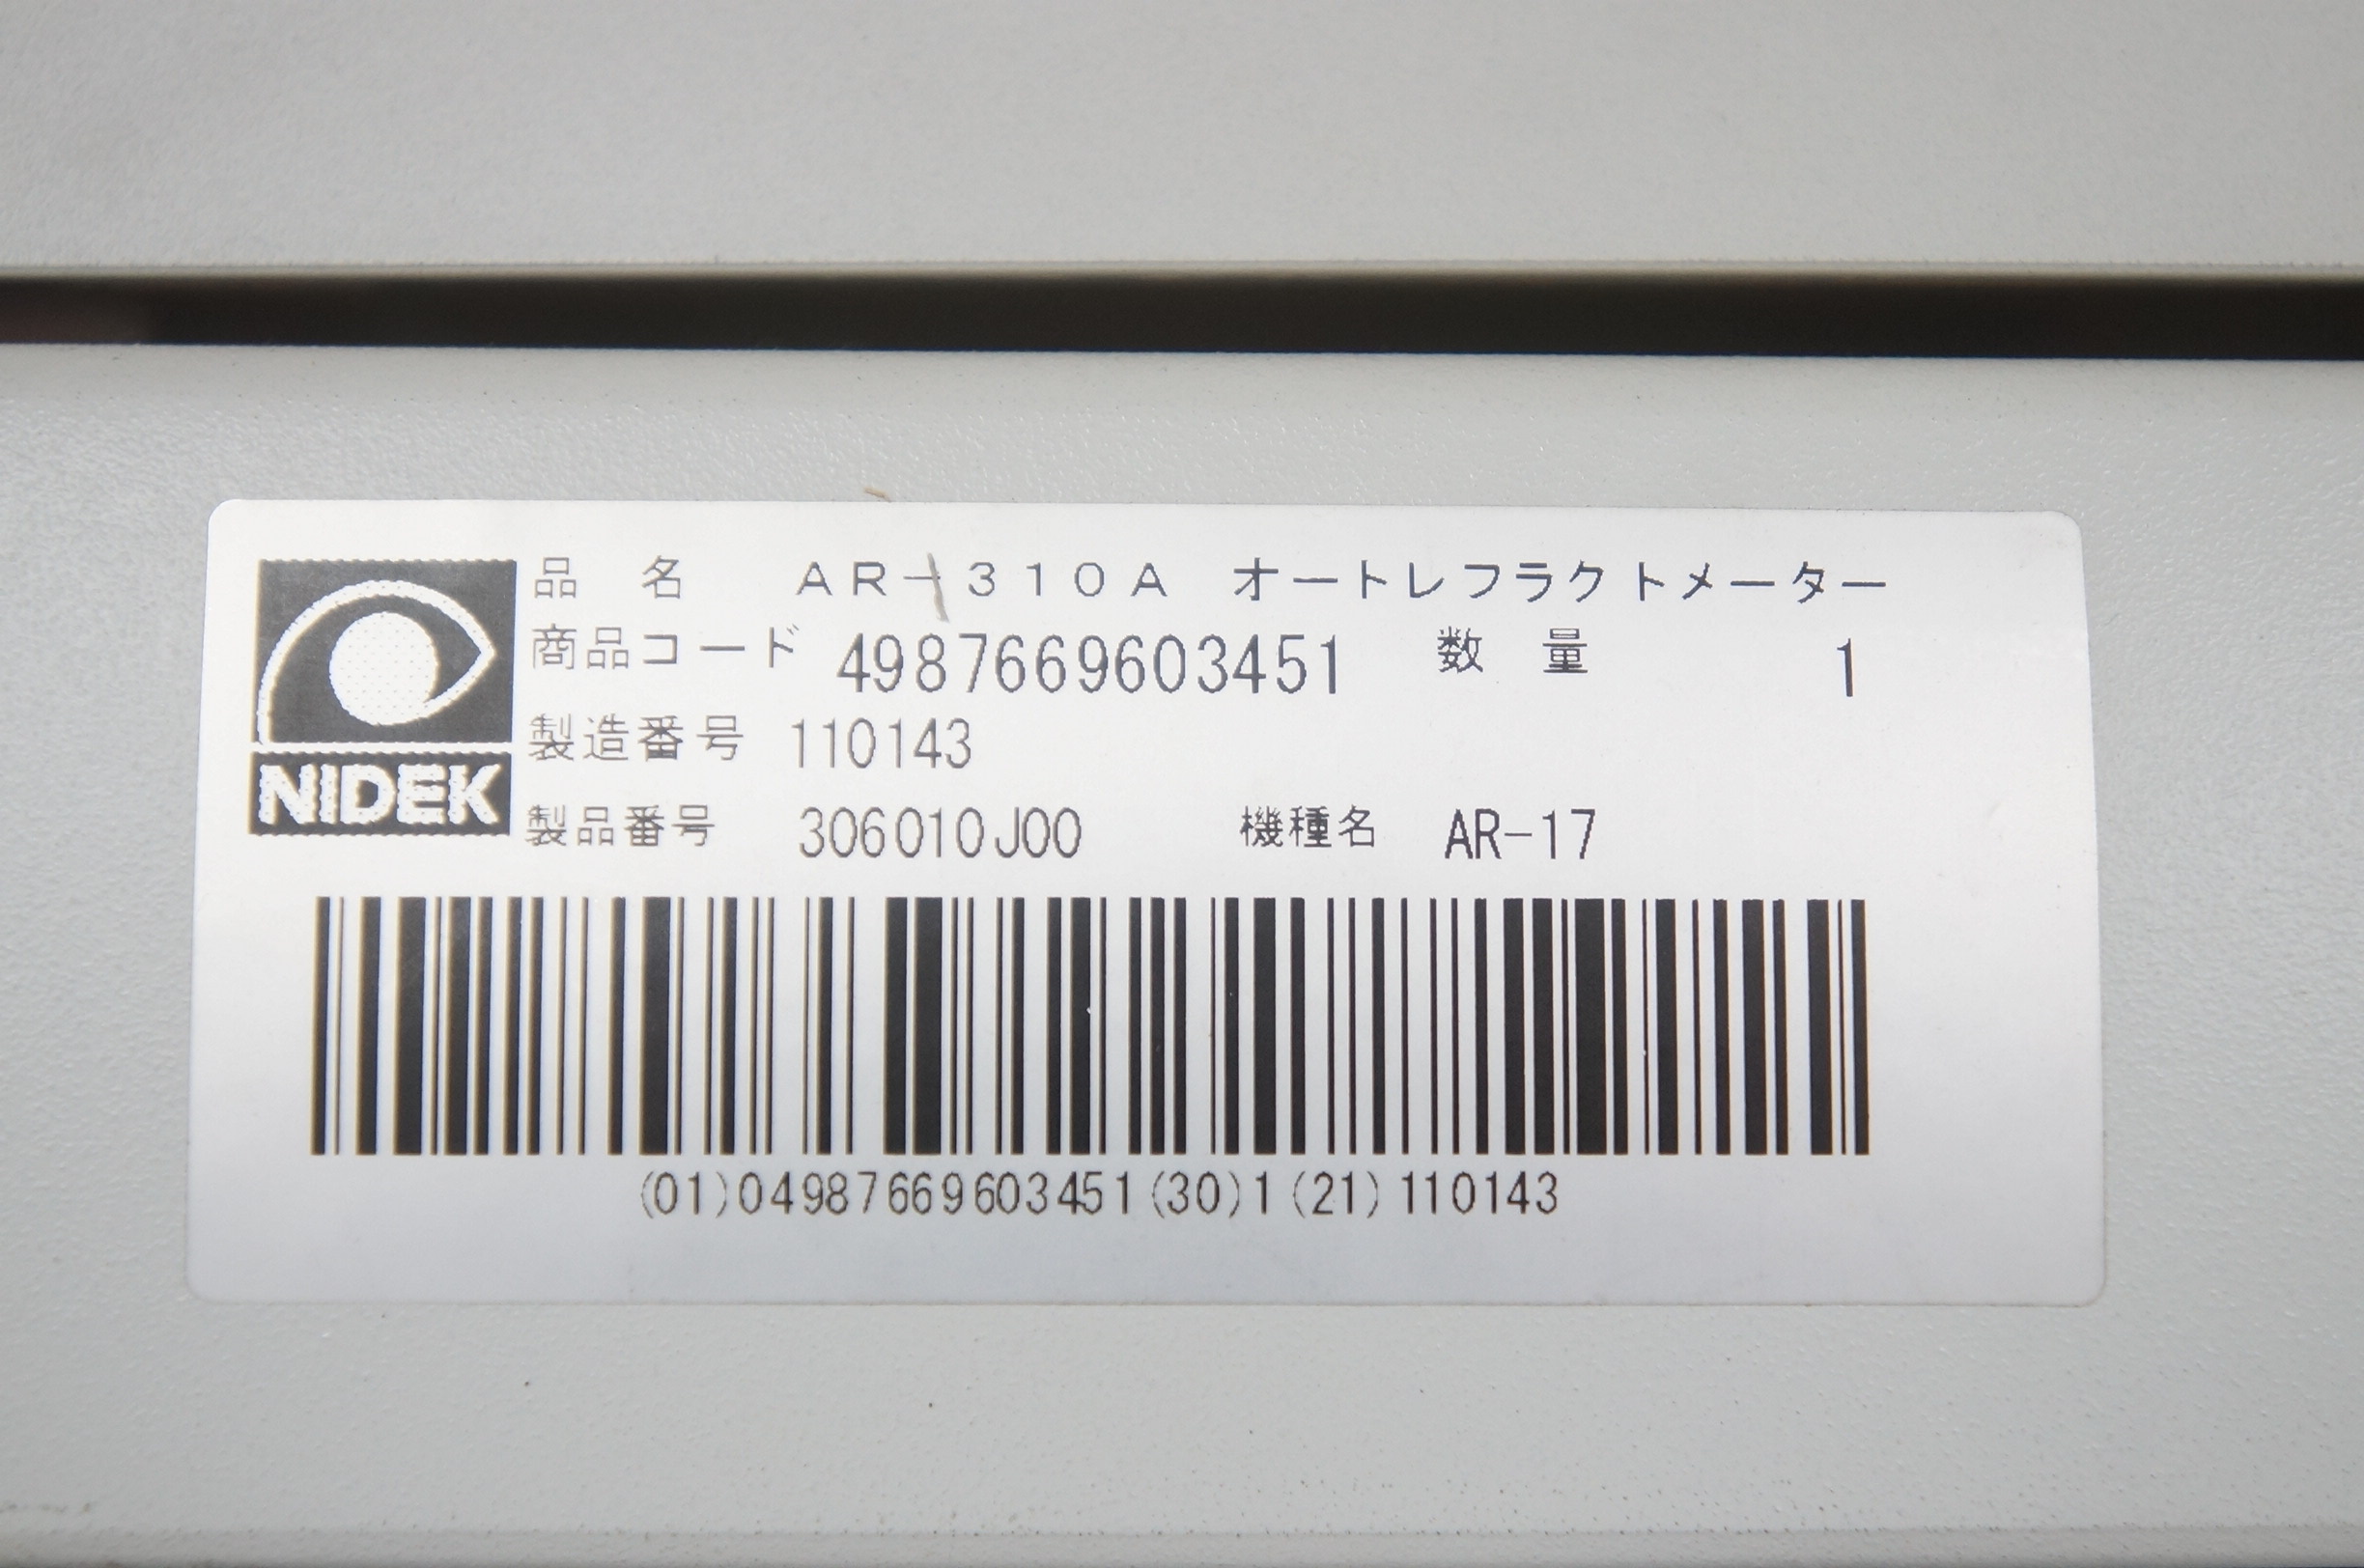 品 名 AR-310A オートレフラクトメーター
商品コード 4987669603451 数 量 1
製造番号 110143
NIDEK
製品番号 306010J00 機種名 AR-17
(01)04987669603451(30)1(21)110143